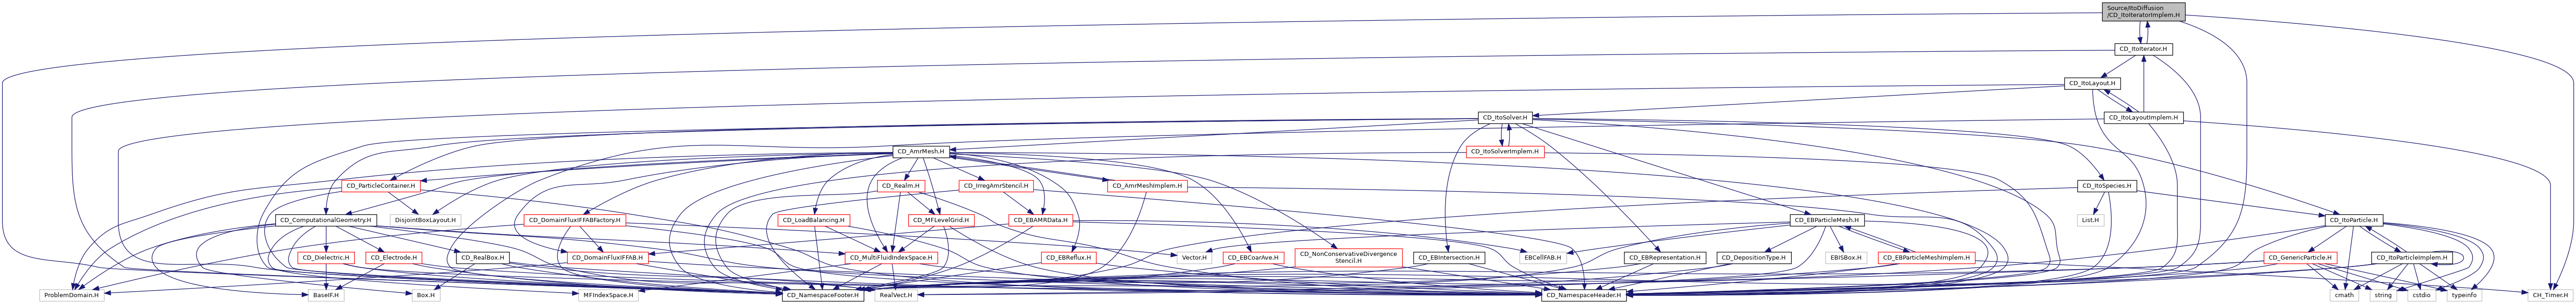 Source/ItoDiffusion
/CD_ItoIteratorImplem.H
CD_ItoIterator.H
CD_ItoLayout.H
CD_ItoSolver.H
CD_ItoLayoutImplem.H
CD_AmrMesh.H
CD_ItoSolverImplem.H
CD_ParticleContainer.H
CD_Realm.H
CD_IrregAmrStencil.H
CD_AmrMeshImplem.H
CD_ItoSpecies.H
CD_ComputationalGeometry.H
DisjointBoxLayout.H
CD_DomainFluxIFFABFactory.H
CD_LoadBalancing.H
CD_MFLevelGrid.H
CD_EBAMRData.H
CD_EBParticleMesh.H
List.H
CD_ItoParticle.H
CD_Dielectric.H
CD_Electrode.H
CD_RealBox.H
CD_DomainFluxIFFAB.H
CD_MultiFluidIndexSpace.H
CD_EBReflux.H
Vector.H
CD_EBCoarAve.H
CD_NonConservativeDivergence
Stencil.H
CD_EBIntersection.H
EBCellFAB.H
CD_EBRepresentation.H
CD_DepositionType.H
EBISBox.H
CD_EBParticleMeshImplem.H
CD_GenericParticle.H
CD_ItoParticleImplem.H
ProblemDomain.H
BaseIF.H
Box.H
MFIndexSpace.H
CD_NamespaceFooter.H
RealVect.H
CD_NamespaceHeader.H
cmath
string
cstdio
typeinfo
CH_Timer.H